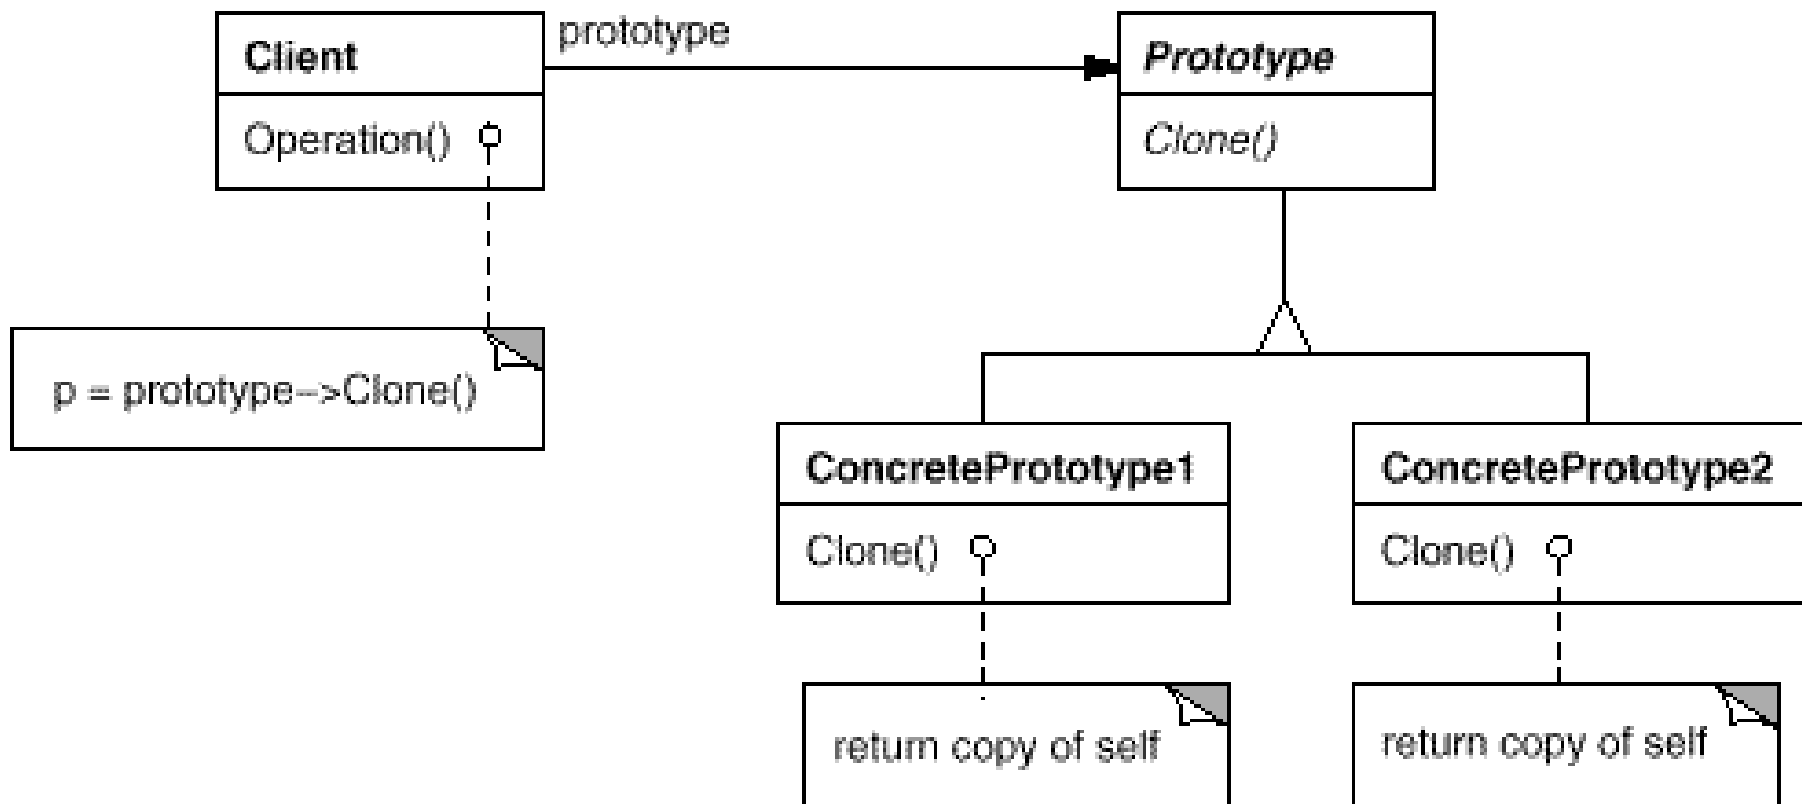 Client
prototype
Prototype
Operation()
Clone()
p = prototype–>Clone()
ConcretePrototype1
ConcretePrototype2
Clone()
Clone()
return copy of self
return copy of self